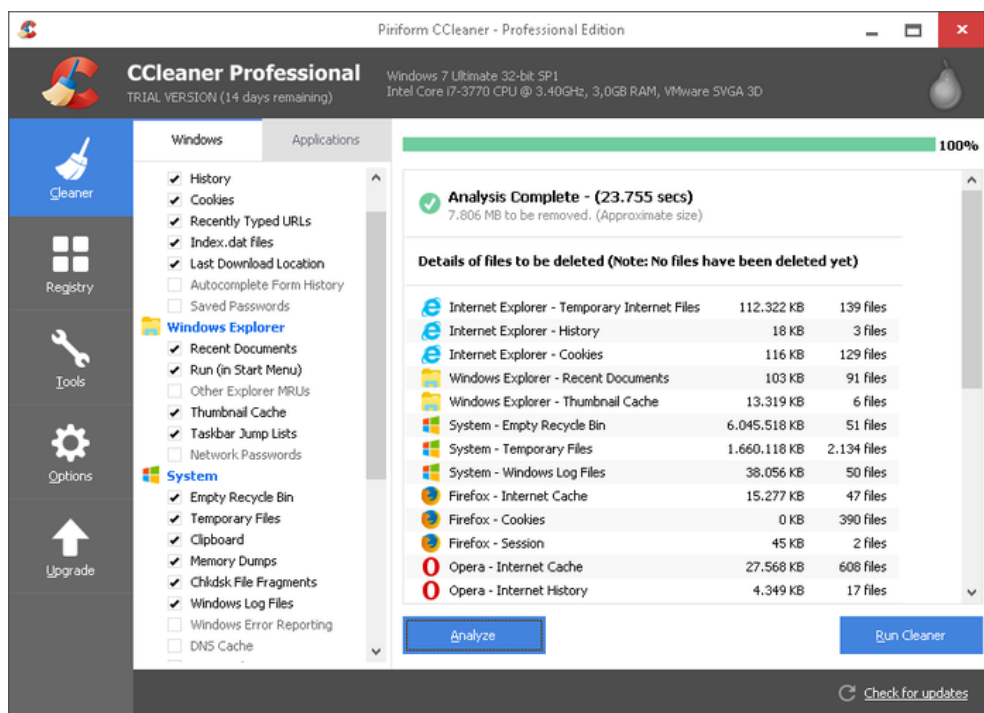 Piriform CCleaner - Professional Edition
CCleaner Professional
TRIAL VERSION (14 days remaining)
Windows 7 Ultimate 32-bit SP1
Intel Core i7-3770 CPU @ 3.40GHz, 3,0GB RAM, VMware SVGA 3D
Cleaner
Registry
Tools
Options
Upgrade
Windows
Applications
History
Cookies
Recently Typed URLs
Index.dat files
Last Download Location
Autocomplete Form History
Saved Passwords
Windows Explorer
Recent Documents
Run (in Start Menu)
Other Explorer MRUs
Thumbnail Cache
Taskbar Jump Lists
Network Passwords
System
Empty Recycle Bin
Temporary Files
Clipboard
Memory Dumps
Chkdsk File Fragments
Windows Log Files
Windows Error Reporting
DNS Cache
100%
Analysis Complete - (23.755 secs)
7.806 MB to be removed. (Approximate size)
Details of files to be deleted (Note: No files have been deleted yet)
Internet Explorer - Temporary Internet Files 112.322 KB 139 files
Internet Explorer - History 18 KB 3 files
Internet Explorer - Cookies 116 KB 129 files
Windows Explorer - Recent Documents 103 KB 91 files
Windows Explorer - Thumbnail Cache 13.319 KB 6 files
System - Empty Recycle Bin 6.045.518 KB 51 files
System - Temporary Files 1.660.118 KB 2.134 files
System - Windows Log Files 38.056 KB 50 files
Firefox - Internet Cache 15.277 KB 47 files
Firefox - Cookies 0 KB 390 files
Firefox - Session 45 KB 2 files
Opera - Internet Cache 27.568 KB 608 files
Opera - Internet History 4.349 KB 17 files
Analyze
Run Cleaner
Check for updates